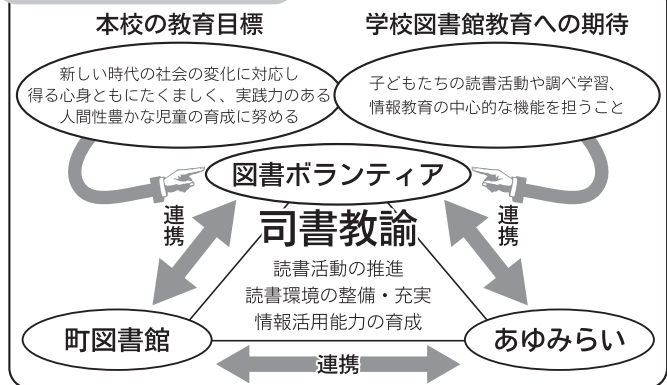 本校の教育目標
学校図書館教育への期待
新しい時代の社会の変化に対応し
得る心身ともにたくましく、実践力のある
人間性豊かな児童の育成に努める
子どもたちの読書活動や調べ学習、
情報教育の中心的な機能を担うこと
図書ボランティア
連携
連携
司書教諭
読書活動の推進
読書環境の整備・充実
情報活用能力の育成
町図書館
あゆみらい
連携